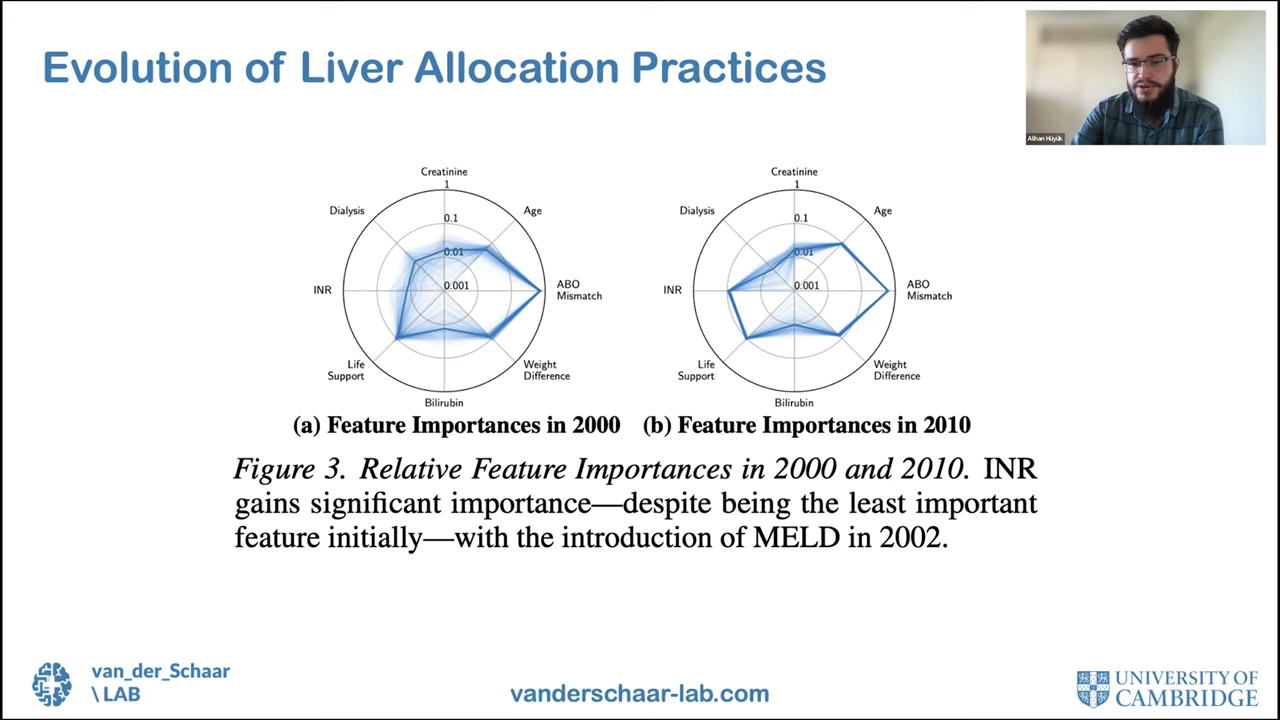 Evolution of Liver Allocation Practices
Alihan Hüyük
Creatinine
1
Dialysis
Age
0.1
0.01
INR
0.001
ABO
Mismatch
Life
Support
Weight
Difference
Bilirubin
(a) Feature Importances in 2000
Creatinine
1
Dialysis
Age
0.1
0.01
INR
0.001
ABO
Mismatch
Life
Support
Weight
Difference
Bilirubin
(b) Feature Importances in 2010
Figure 3. Relative Feature Importances in 2000 and 2010. INR
gains significant importance—despite being the least important
feature initially—with the introduction of MELD in 2002.
van_der_Schaar
\ LAB
vanderschaar-lab.com
UNIVERSITY OF
CAMBRIDGE